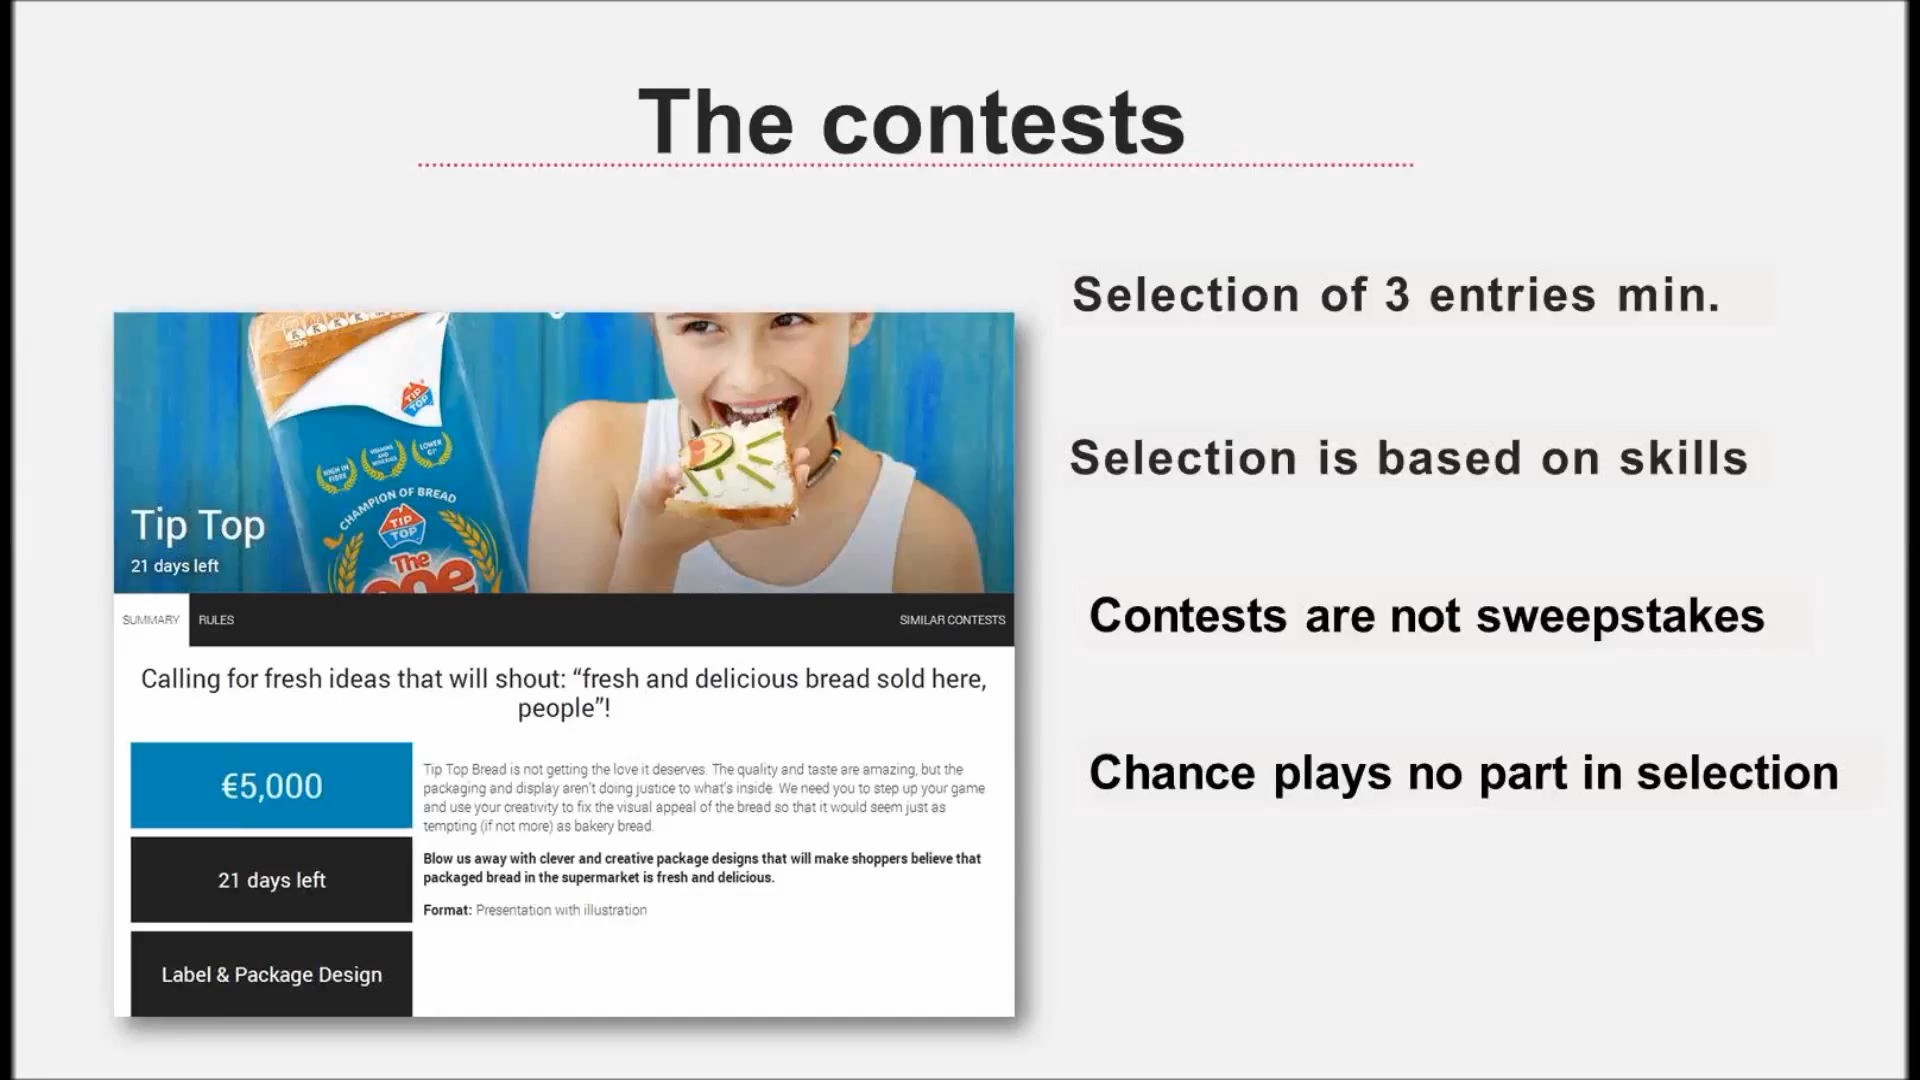 The contests
Selection of 3 entries min.
Selection is based on skills
Contests are not sweepstakes
Chance plays no part in selection
TIP
TOP
HIGH IN
FIBRE
VITAMINS
AND
MINERALS
LOWER
GI
CHAMPION OF BREAD
TIP
TOP
The
one
Tip Top
21 days left
SUMMARY RULES SIMILAR CONTESTS
Calling for fresh ideas that will shout: “fresh and delicious bread sold here,
people”!
€5,000
21 days left
Label & Package Design
Tip Top Bread is not getting the love it deserves. The quality and taste are amazing, but the
packaging and display aren't doing justice to what's inside. We need you to step up your game
and use your creativity to fix the visual appeal of the bread so that it would seem just as
tempting (if not more) as bakery bread.
Blow us away with clever and creative package designs that will make shoppers believe that
packaged bread in the supermarket is fresh and delicious.
Format: Presentation with illustration